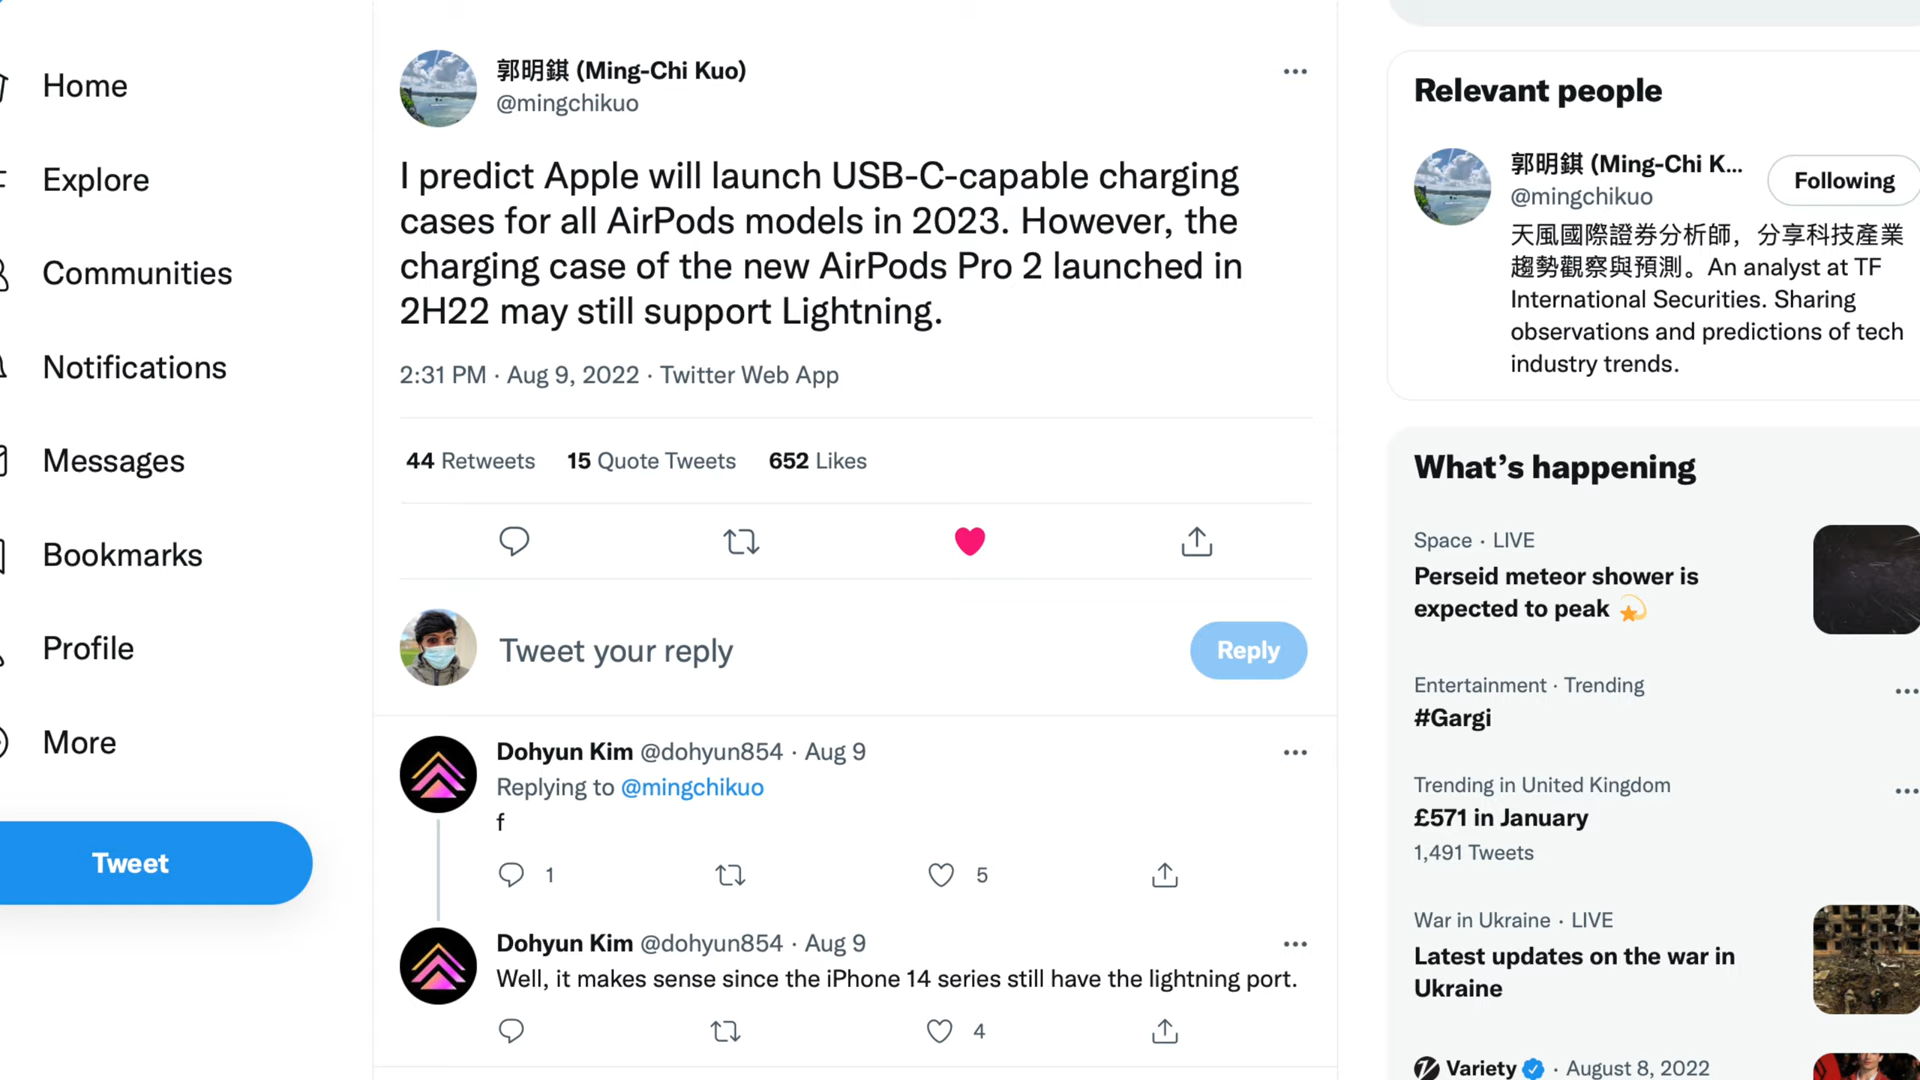 Home
Explore
Communities
Notifications
Messages
Bookmarks
Profile
More
Tweet
郭明錤 (Ming-Chi Kuo)
@mingchikuo
I predict Apple will launch USB-C-capable charging
cases for all AirPods models in 2023. However, the
charging case of the new AirPods Pro 2 launched in
2H22 may still support Lightning.
2:31 PM · Aug 9, 2022 · Twitter Web App
44 Retweets 15 Quote Tweets 652 Likes
Tweet your reply
Reply
Dohyun Kim @dohyun854 · Aug 9
Replying to @mingchikuo
f
1 5
Dohyun Kim @dohyun854 · Aug 9
Well, it makes sense since the iPhone 14 series still have the lightning port.
4
Relevant people
郭明錤 (Ming-Chi K...
@mingchikuo
Following
天風國際證券分析師，分享科技產業
趨勢觀察與預測。An analyst at TF
International Securities. Sharing
observations and predictions of tech
industry trends.
What's happening
Space · LIVE
Perseid meteor shower is
expected to peak 💫
Entertainment · Trending
#Gargi
Trending in United Kingdom
£571 in January
1,491 Tweets
War in Ukraine · LIVE
Latest updates on the war in
Ukraine
Variety · August 8, 2022